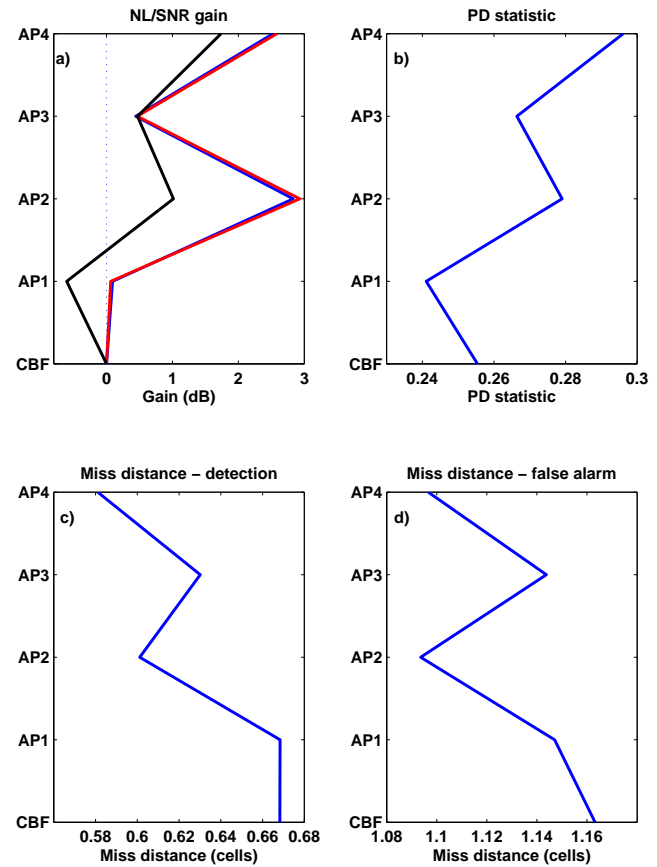 NL/SNR gain
a)
AP4
AP3
AP2
AP1
CBF
0 1 2 3
Gain (dB)
PD statistic
b)
AP4
AP3
AP2
AP1
CBF
0.24 0.26 0.28 0.3
PD statistic
Miss distance – detection
c)
AP4
AP3
AP2
AP1
CBF
0.58 0.6 0.62 0.64 0.66 0.68
Miss distance (cells)
Miss distance – false alarm
d)
AP4
AP3
AP2
AP1
CBF
1.08 1.1 1.12 1.14 1.16
Miss distance (cells)